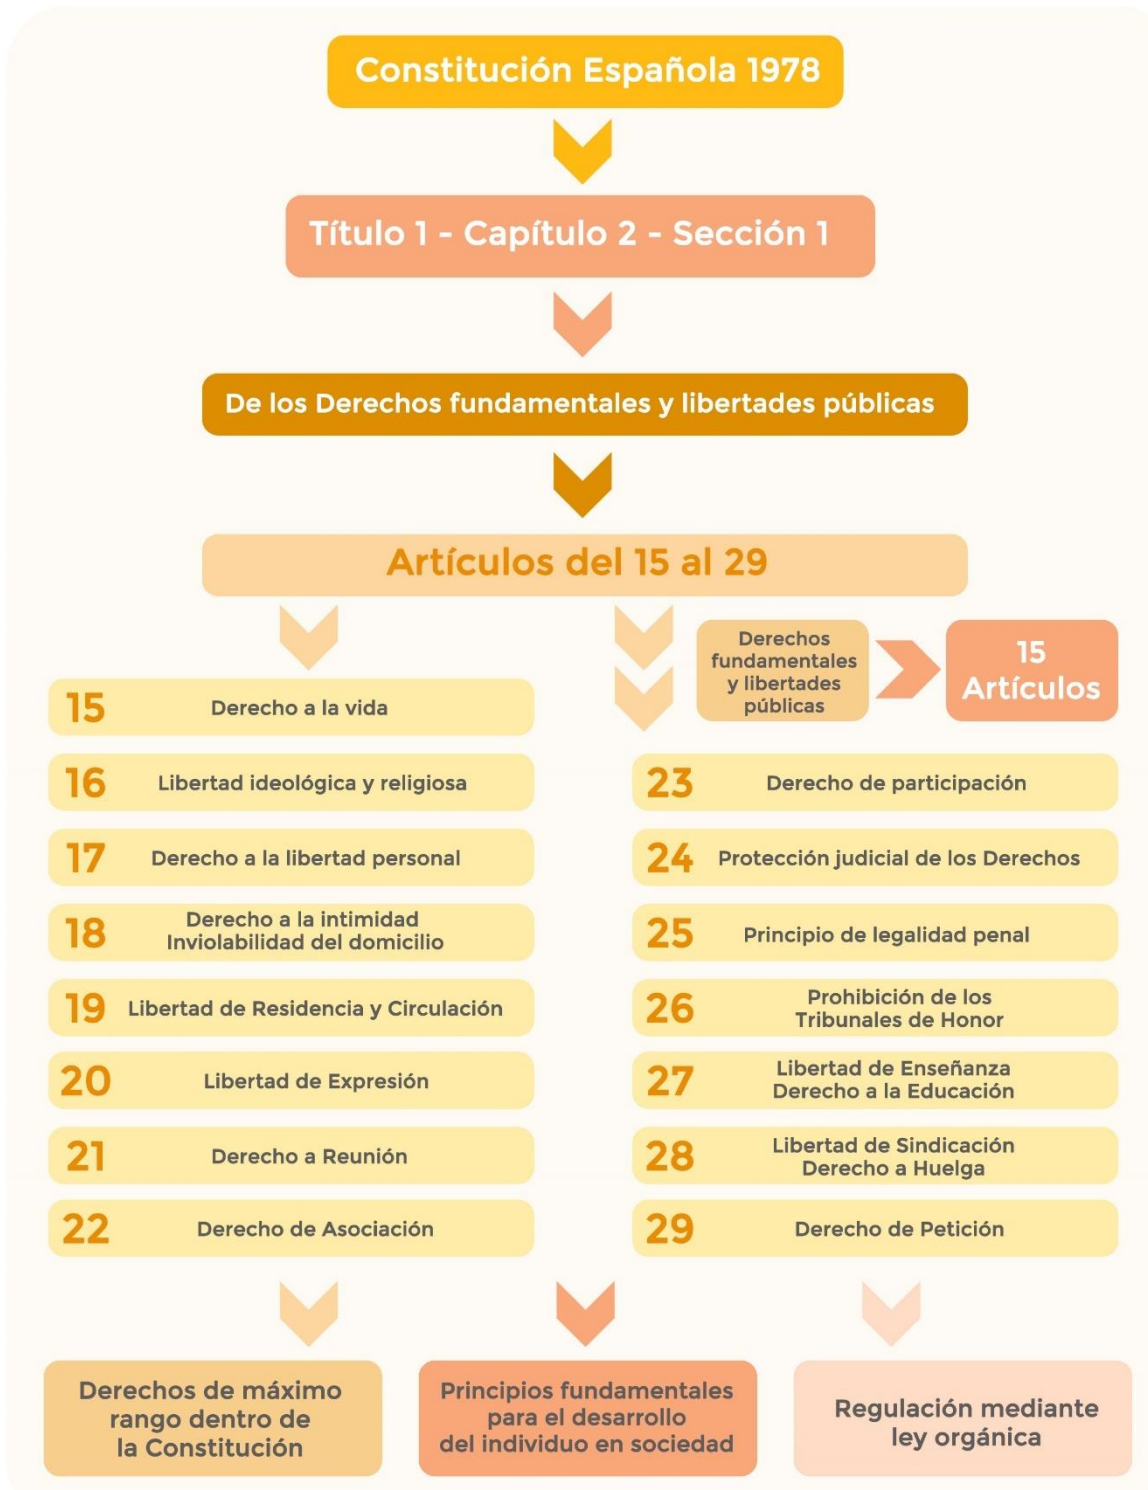 Constitución Española 1978
Título 1 - Capítulo 2 - Sección 1
De los Derechos fundamentales y libertades públicas
Artículos del 15 al 29
Derechos
fundamentales
y libertades
públicas
15
Artículos
15 Derecho a la vida
16 Libertad ideológica y religiosa
17 Derecho a la libertad personal
18 Derecho a la intimidad
Inviolabilidad del domicilio
19 Libertad de Residencia y Circulación
20 Libertad de Expresión
21 Derecho a Reunión
22 Derecho de Asociación
23 Derecho de participación
24 Protección judicial de los Derechos
25 Principio de legalidad penal
26 Prohibición de los
Tribunales de Honor
27 Libertad de Enseñanza
Derecho a la Educación
28 Libertad de Sindicación
Derecho a Huelga
29 Derecho de Petición
Derechos de máximo
rango dentro de
la Constitución
Principios fundamentales
para el desarrollo
del individuo en sociedad
Regulación mediante
ley orgánica